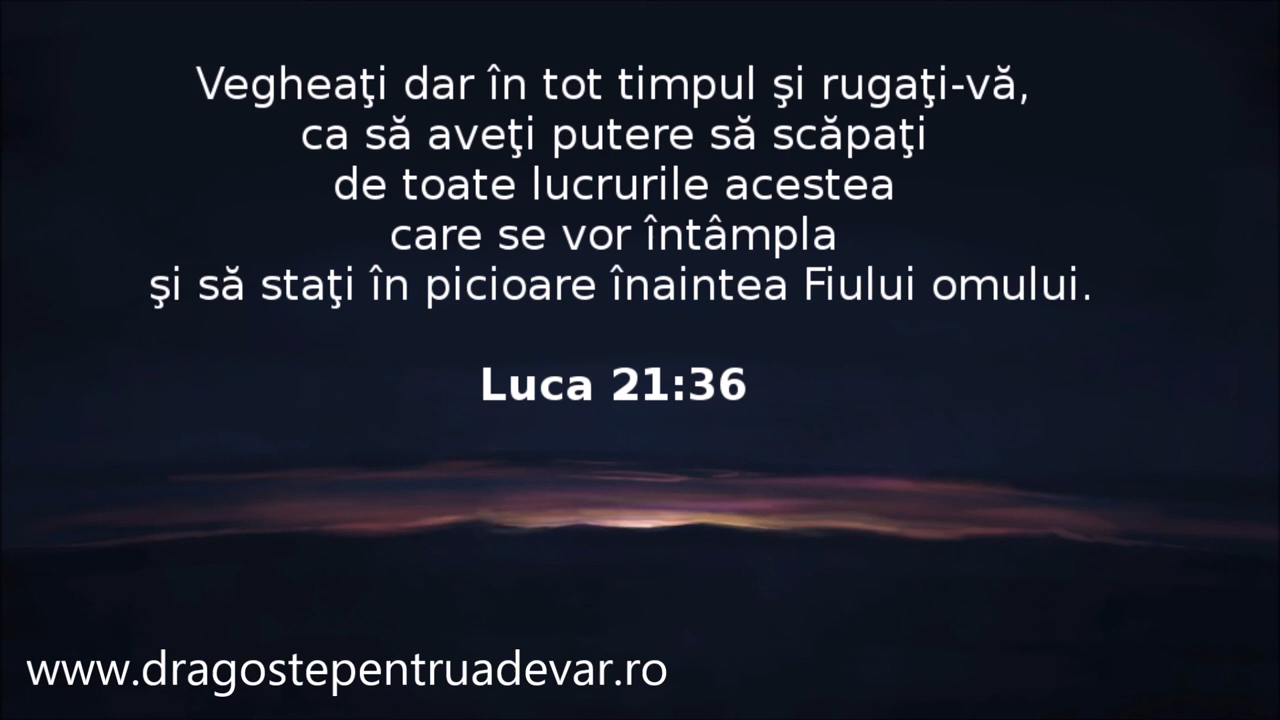 Vegheaţi dar în tot timpul şi rugaţi-vă,
ca să aveţi putere să scăpaţi
de toate lucrurile acestea
care se vor întâmpla
şi să staţi în picioare înaintea Fiului omului.
Luca 21:36
www.dragostepentruadevar.ro